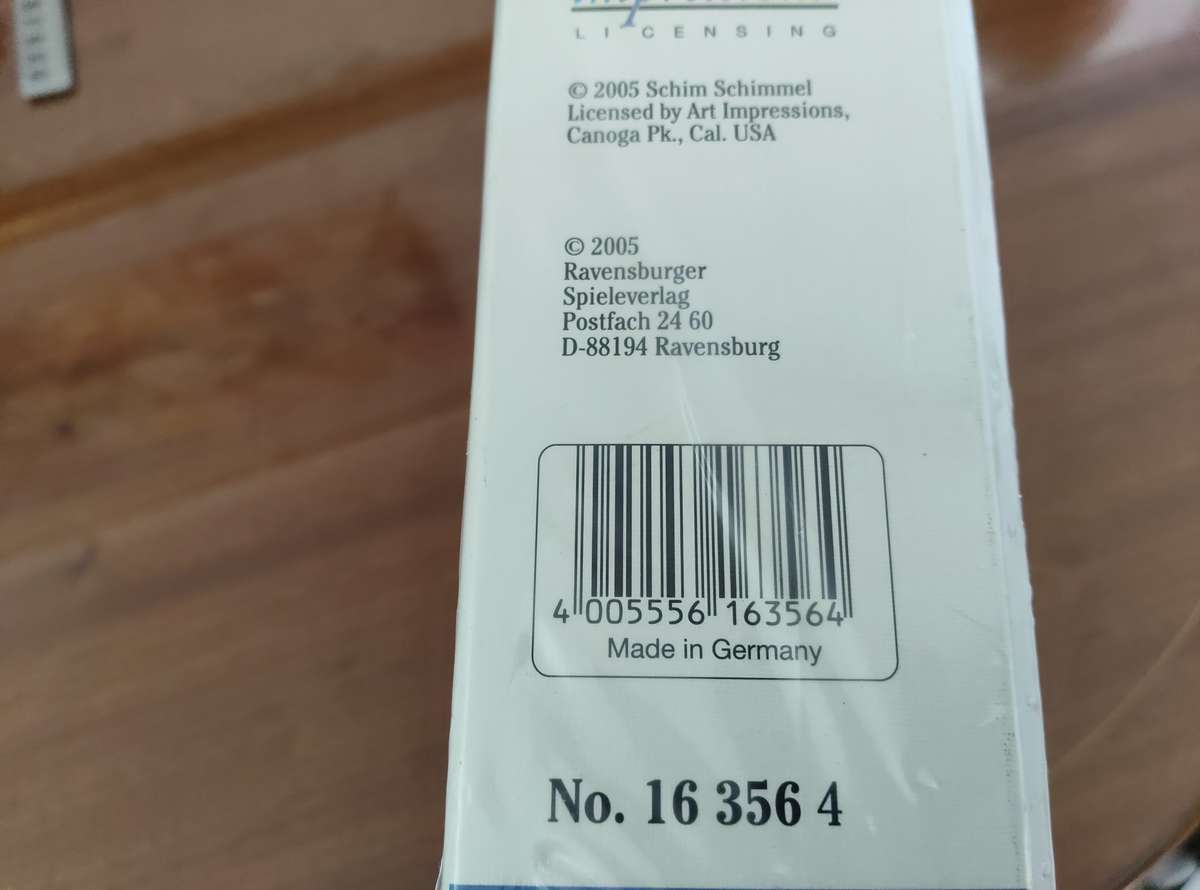 LICENSING
© 2005 Schim Schimmel
Licensed by Art Impressions,
Canoga Pk., Cal. USA
© 2005
Ravensburger
Spieleverlag
Postfach 24 60
D-88194 Ravensburg
4 005556 163564
Made in Germany
No. 16 356 4